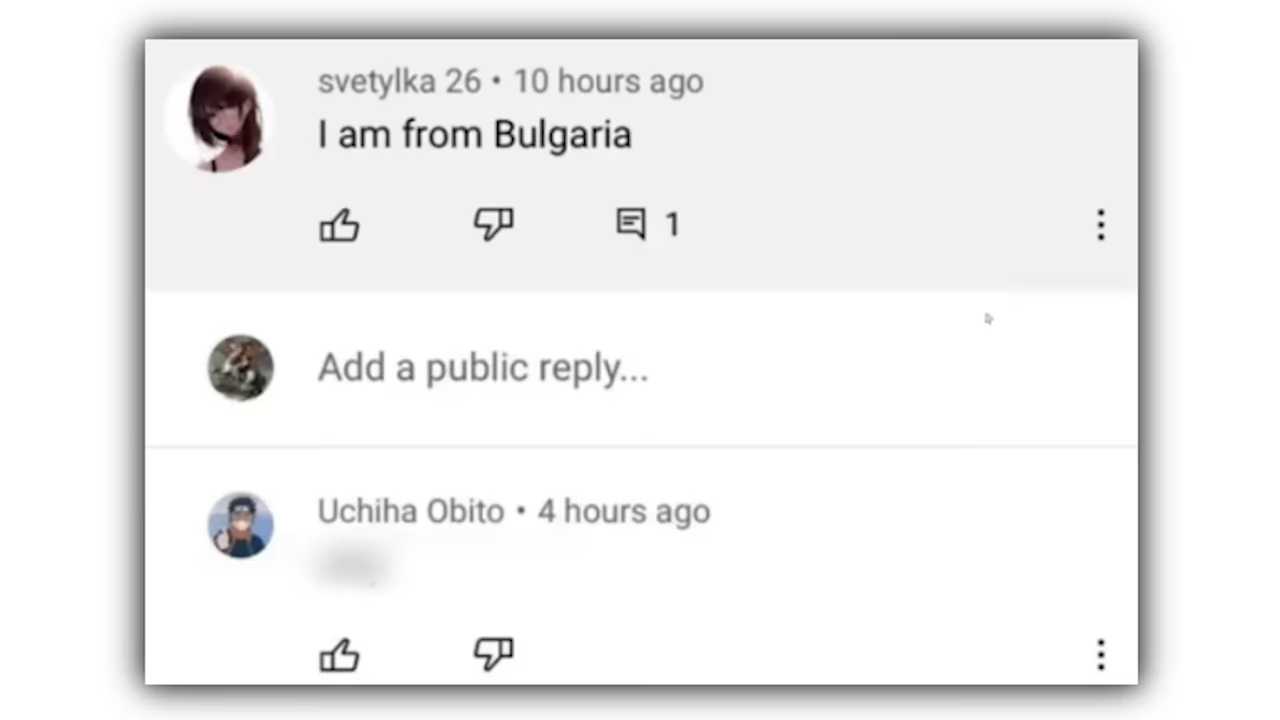 svetylka 26 • 10 hours ago
I am from Bulgaria
1
Add a public reply...
Uchiha Obito • 4 hours ago